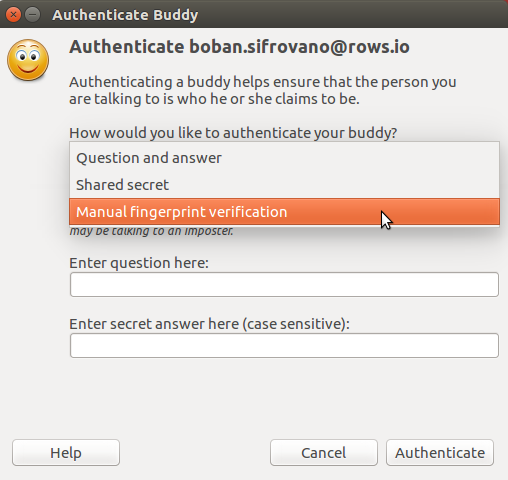 Authenticate Buddy
Authenticate boban.sifrovano@rows.io
Authenticating a buddy helps ensure that the person you
are talking to is who he or she claims to be.
How would you like to authenticate your buddy?
Question and answer
Shared secret
Manual fingerprint verification
may be talking to an imposter.
Enter question here:
Enter secret answer here (case sensitive):
Help
Cancel
Authenticate